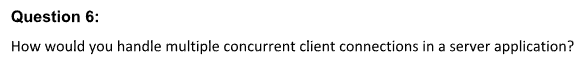 Question 6:
How would you handle multiple concurrent client connections in a server application?